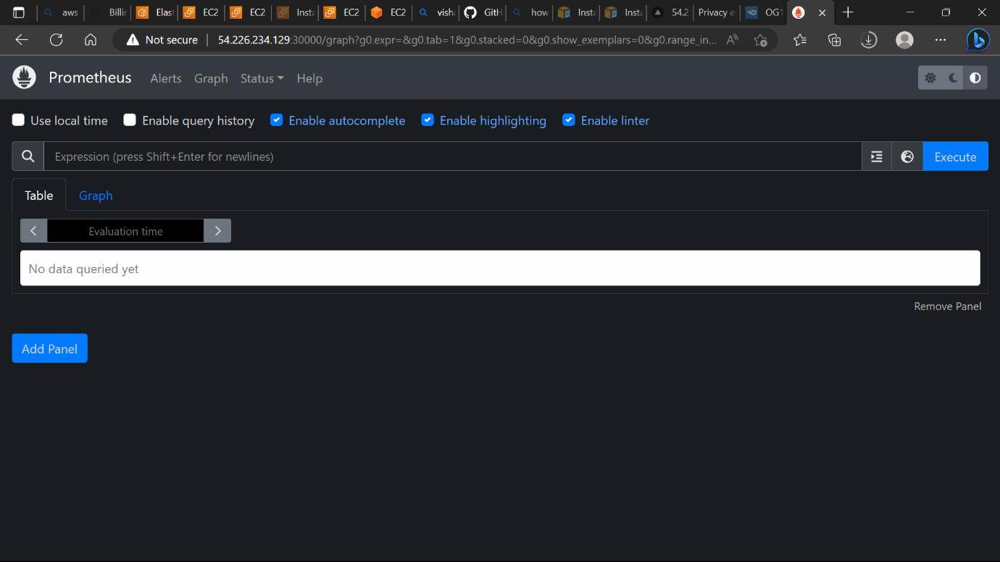 aws
Billir
Elast
EC2
EC2
Insta
EC2
EC2
visha
GitH
how
Insta
Insta
54.2
Privacy e
OG1
Not secure
54.226.234.129:30000/graph?g0.expr=&g0.tab=1&g0.stacked=0&g0.show_exemplars=0&g0.range_in...
Prometheus Alerts Graph Status Help
Use local time Enable query history Enable autocomplete Enable highlighting Enable linter
Expression (press Shift+Enter for newlines) Execute
Table Graph
Evaluation time
No data queried yet
Remove Panel
Add Panel